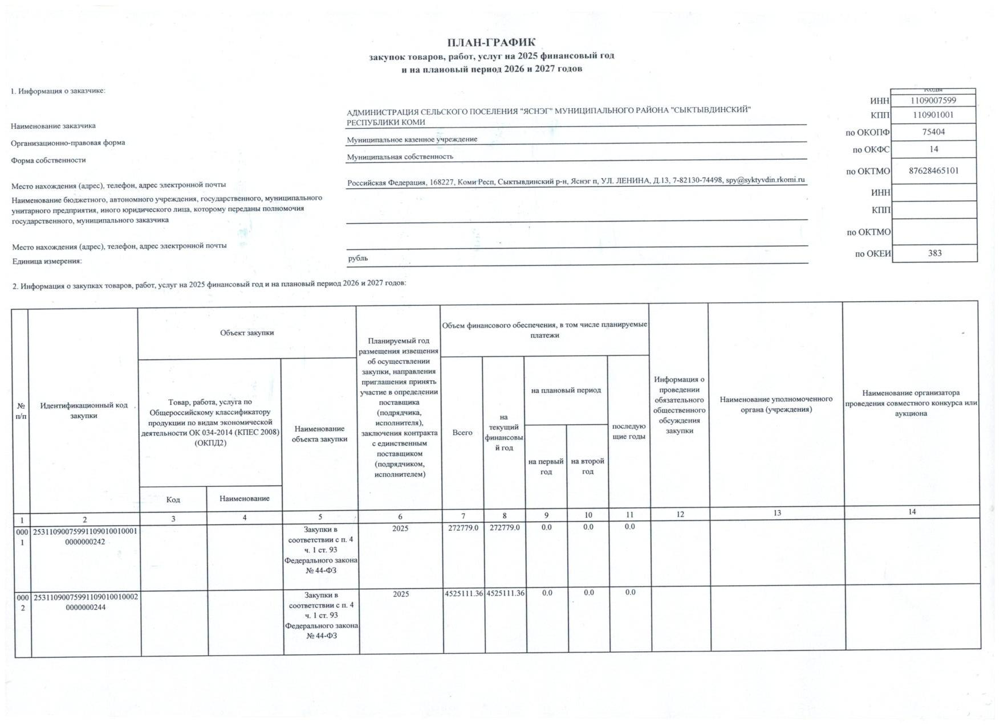 ПЛАН-ГРАФИК
закупок товаров, работ, услуг на 2025 финансовый год
и на плановый период 2026 и 2027 годов
1. Информация о заказчике:
Коды
ИНН 1109007599
АДМИНИСТРАЦИЯ СЕЛЬСКОГО ПОСЕЛЕНИЯ "ЯСНЭГ" МУНИЦИПАЛЬНОГО РАЙОНА "СЫКТЫВДИНСКИЙ"
РЕСПУБЛИКИ КОМИ
КПП 110901001
Наименование заказчика
по ОКОПФ 75404
Организационно-правовая форма
Муниципальное казенное учреждение
по ОКФС 14
Форма собственности
Муниципальная собственность
по ОКТМО 87628465101
Место нахождения (адрес), телефон, адрес электронной почты
Российская Федерация, 168227, Коми Респ, Сыктывдинский р-н, Яснэг п, УЛ. ЛЕНИНА, Д.13, 7-82130-74498, spy@syktyvdin.rkomi.ru
Наименование бюджетного, автономного учреждения, государственного, муниципального
унитарного предприятия, иного юридического лица, которому переданы полномочия
государственного, муниципального заказчика
ИНН
КПП
по ОКТМО
Место нахождения (адрес), телефон, адрес электронной почты
Единица измерения:
рубль
по ОКЕИ 383
2. Информация о закупках товаров, работ, услуг на 2025 финансовый год и на плановый период 2026 и 2027 годов:
№
п/п
Идентификационный код
закупки
Объект закупки
Товар, работа, услуга по
Общероссийскому классификатору
продукции по видам экономической
деятельности ОК 034-2014 (КПЕС 2008)
(ОКПД2)
Код
Наименование
Наименование
объекта закупки
Планируемый год
размещения извещения
об осуществлении
закупки, направления
приглашения принять
участие в определении
поставщика
(подрядчика,
исполнителя),
заключения контракта
с единственным
поставщиком
(подрядчиком,
исполнителем)
Объем финансового обеспечения, в том числе планируемые
платежи
Всего
на
текущий
финансовы
й год
на плановый период
на первый
год
на второй
год
последую
щие годы
Информация о
проведении
обязательного
общественного
обсуждения
закупки
Наименование уполномоченного
органа (учреждения)
Наименование организатора
проведения совместного конкурса или
аукциона
1 2 3 4 5 6 7 8 9 10 11 12 13 14
000
1
25311090075991109010010001
0000000242
Закупки в
соответствии с п. 4
ч. 1 ст. 93
Федерального закона
№ 44-ФЗ
2025 272779.0 272779.0 0.0 0.0 0.0
000
2
25311090075991109010010002
0000000244
Закупки в
соответствии с п. 4
ч. 1 ст. 93
Федерального закона
№ 44-ФЗ
2025 4525111.36 4525111.36 0.0 0.0 0.0